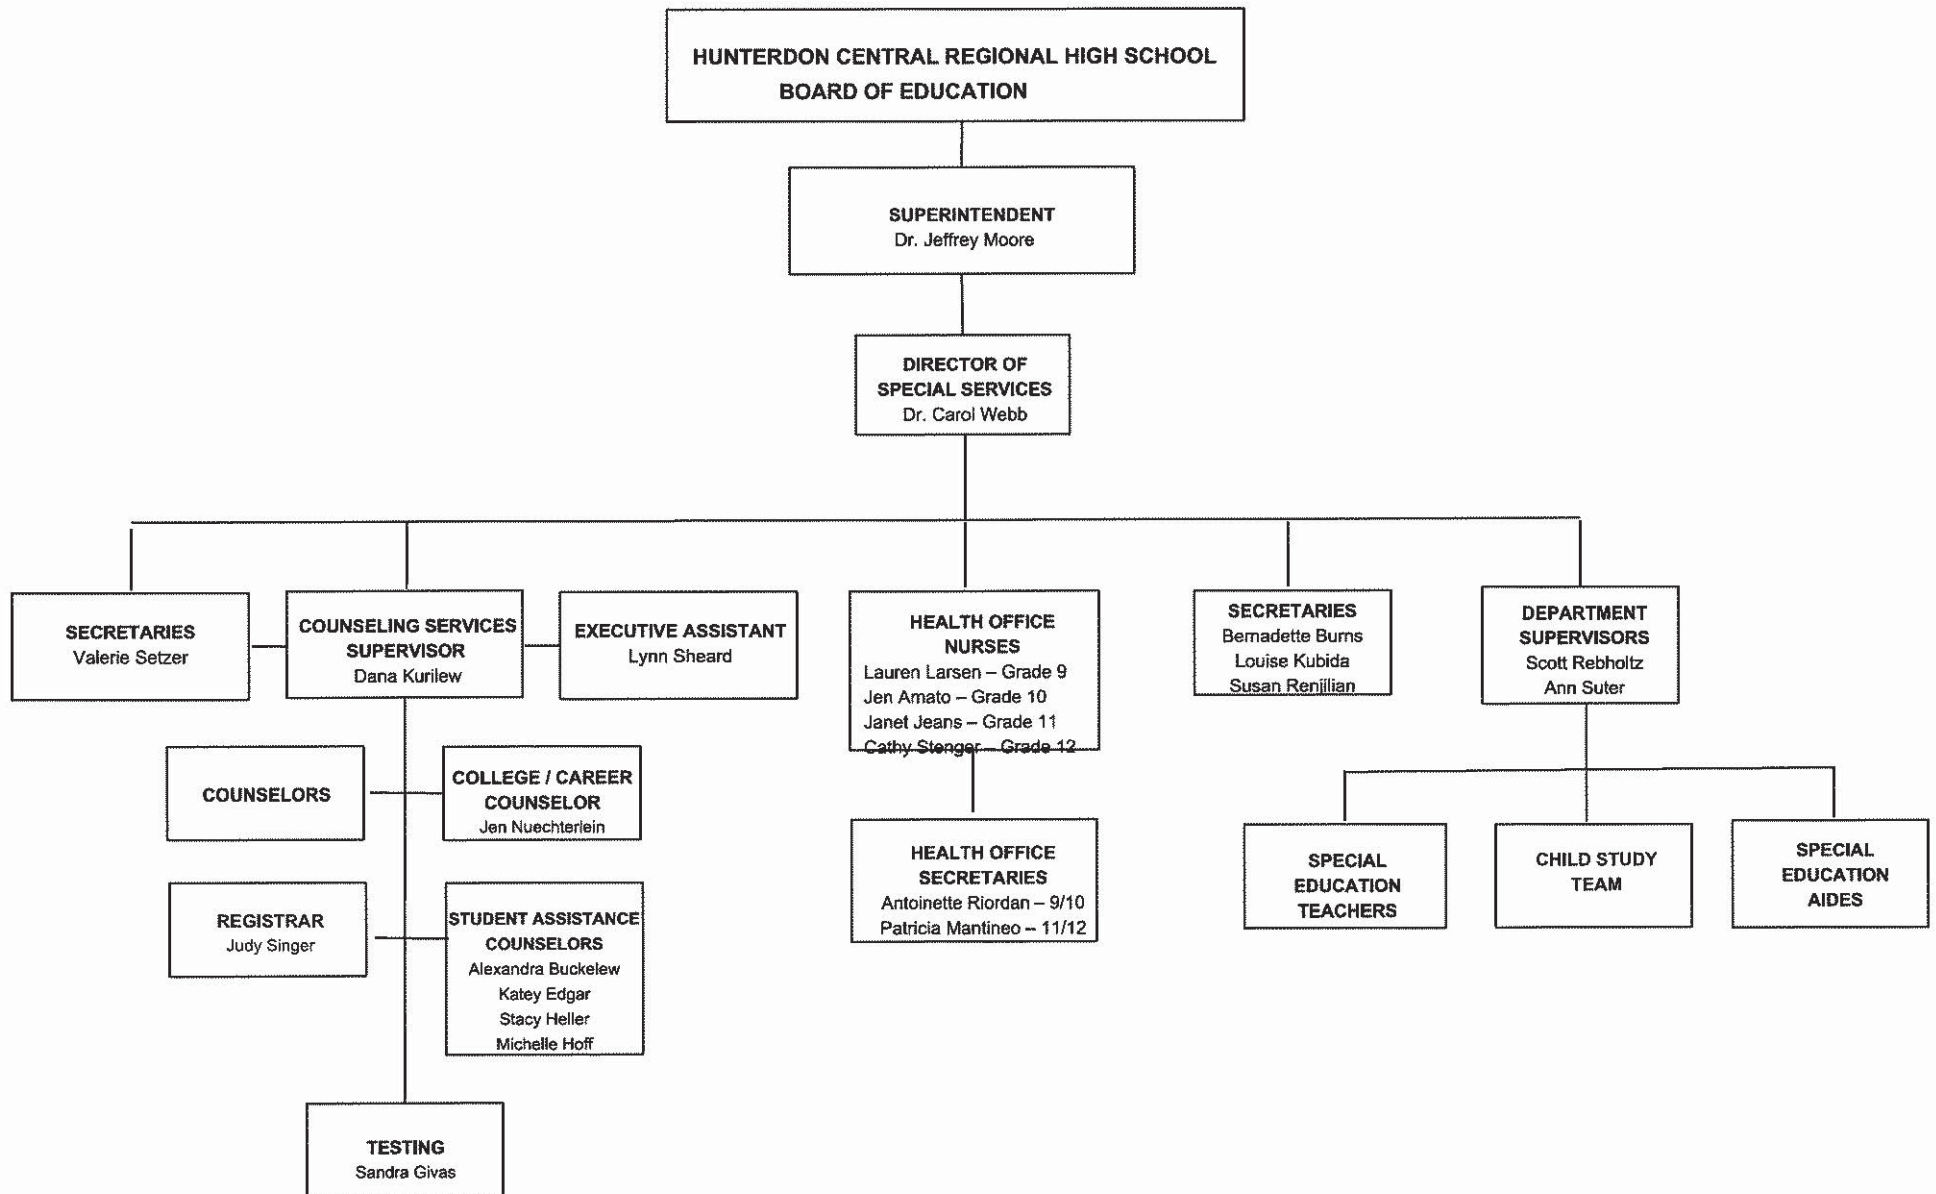 HUNTERDON CENTRAL REGIONAL HIGH SCHOOL
BOARD OF EDUCATION
SUPERINTENDENT
Dr. Jeffrey Moore
DIRECTOR OF
SPECIAL SERVICES
Dr. Carol Webb
SECRETARIES
Valerie Setzer
COUNSELING SERVICES
SUPERVISOR
Dana Kurilew
EXECUTIVE ASSISTANT
Lynn Sheard
HEALTH OFFICE
NURSES
Lauren Larsen – Grade 9
Jen Amato – Grade 10
Janet Jeans – Grade 11
Cathy Stenger – Grade 12
SECRETARIES
Bernadette Burns
Louise Kubida
Susan Renjilian
DEPARTMENT
SUPERVISORS
Scott Rebholtz
Ann Suter
COUNSELORS
COLLEGE / CAREER
COUNSELOR
Jen Nuechterlein
REGISTRAR
Judy Singer
STUDENT ASSISTANCE
COUNSELORS
Alexandra Buckelew
Katey Edgar
Stacy Heller
Michelle Hoff
TESTING
Sandra Givas
HEALTH OFFICE
SECRETARIES
Antoinette Riordan – 9/10
Patricia Mantineo – 11/12
SPECIAL
EDUCATION
TEACHERS
CHILD STUDY
TEAM
SPECIAL
EDUCATION
AIDES